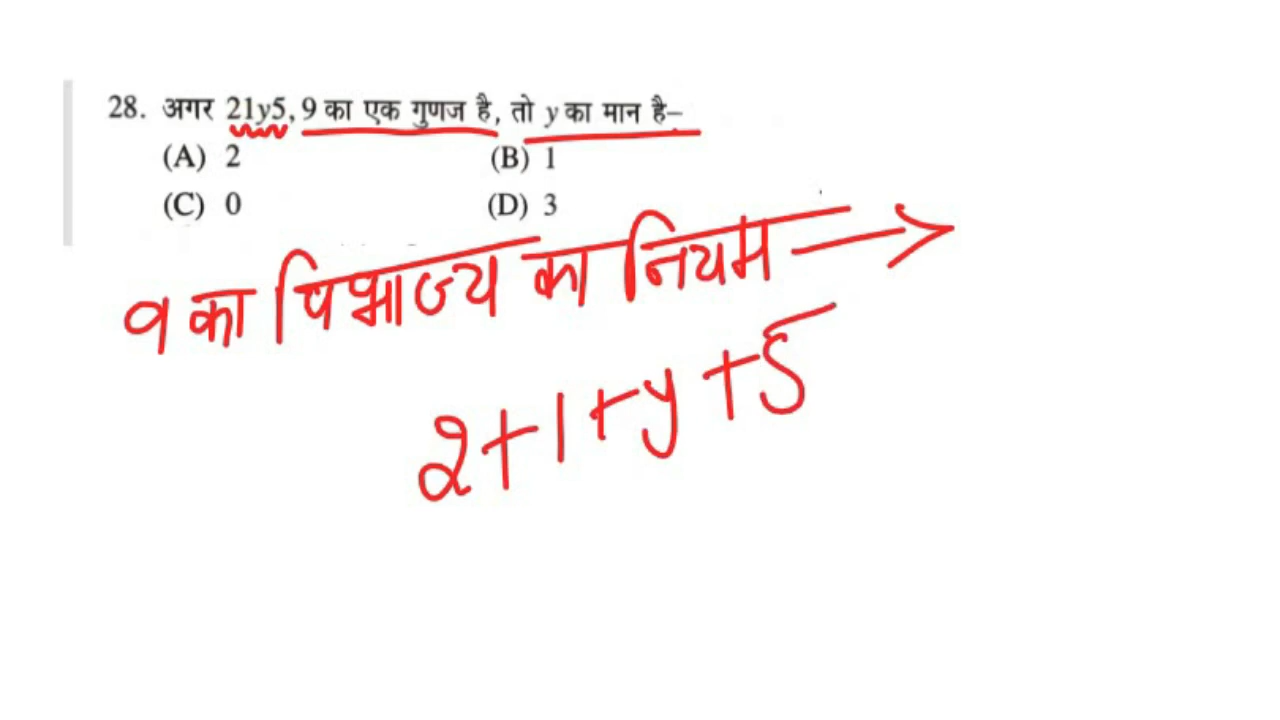 28. अगर 21y5, 9 का एक गुणज है, तो y का मान है–
(A) 2 (B) 1
(C) 0 (D) 3
9 का विभाज्य का नियम →
2+1+y+5